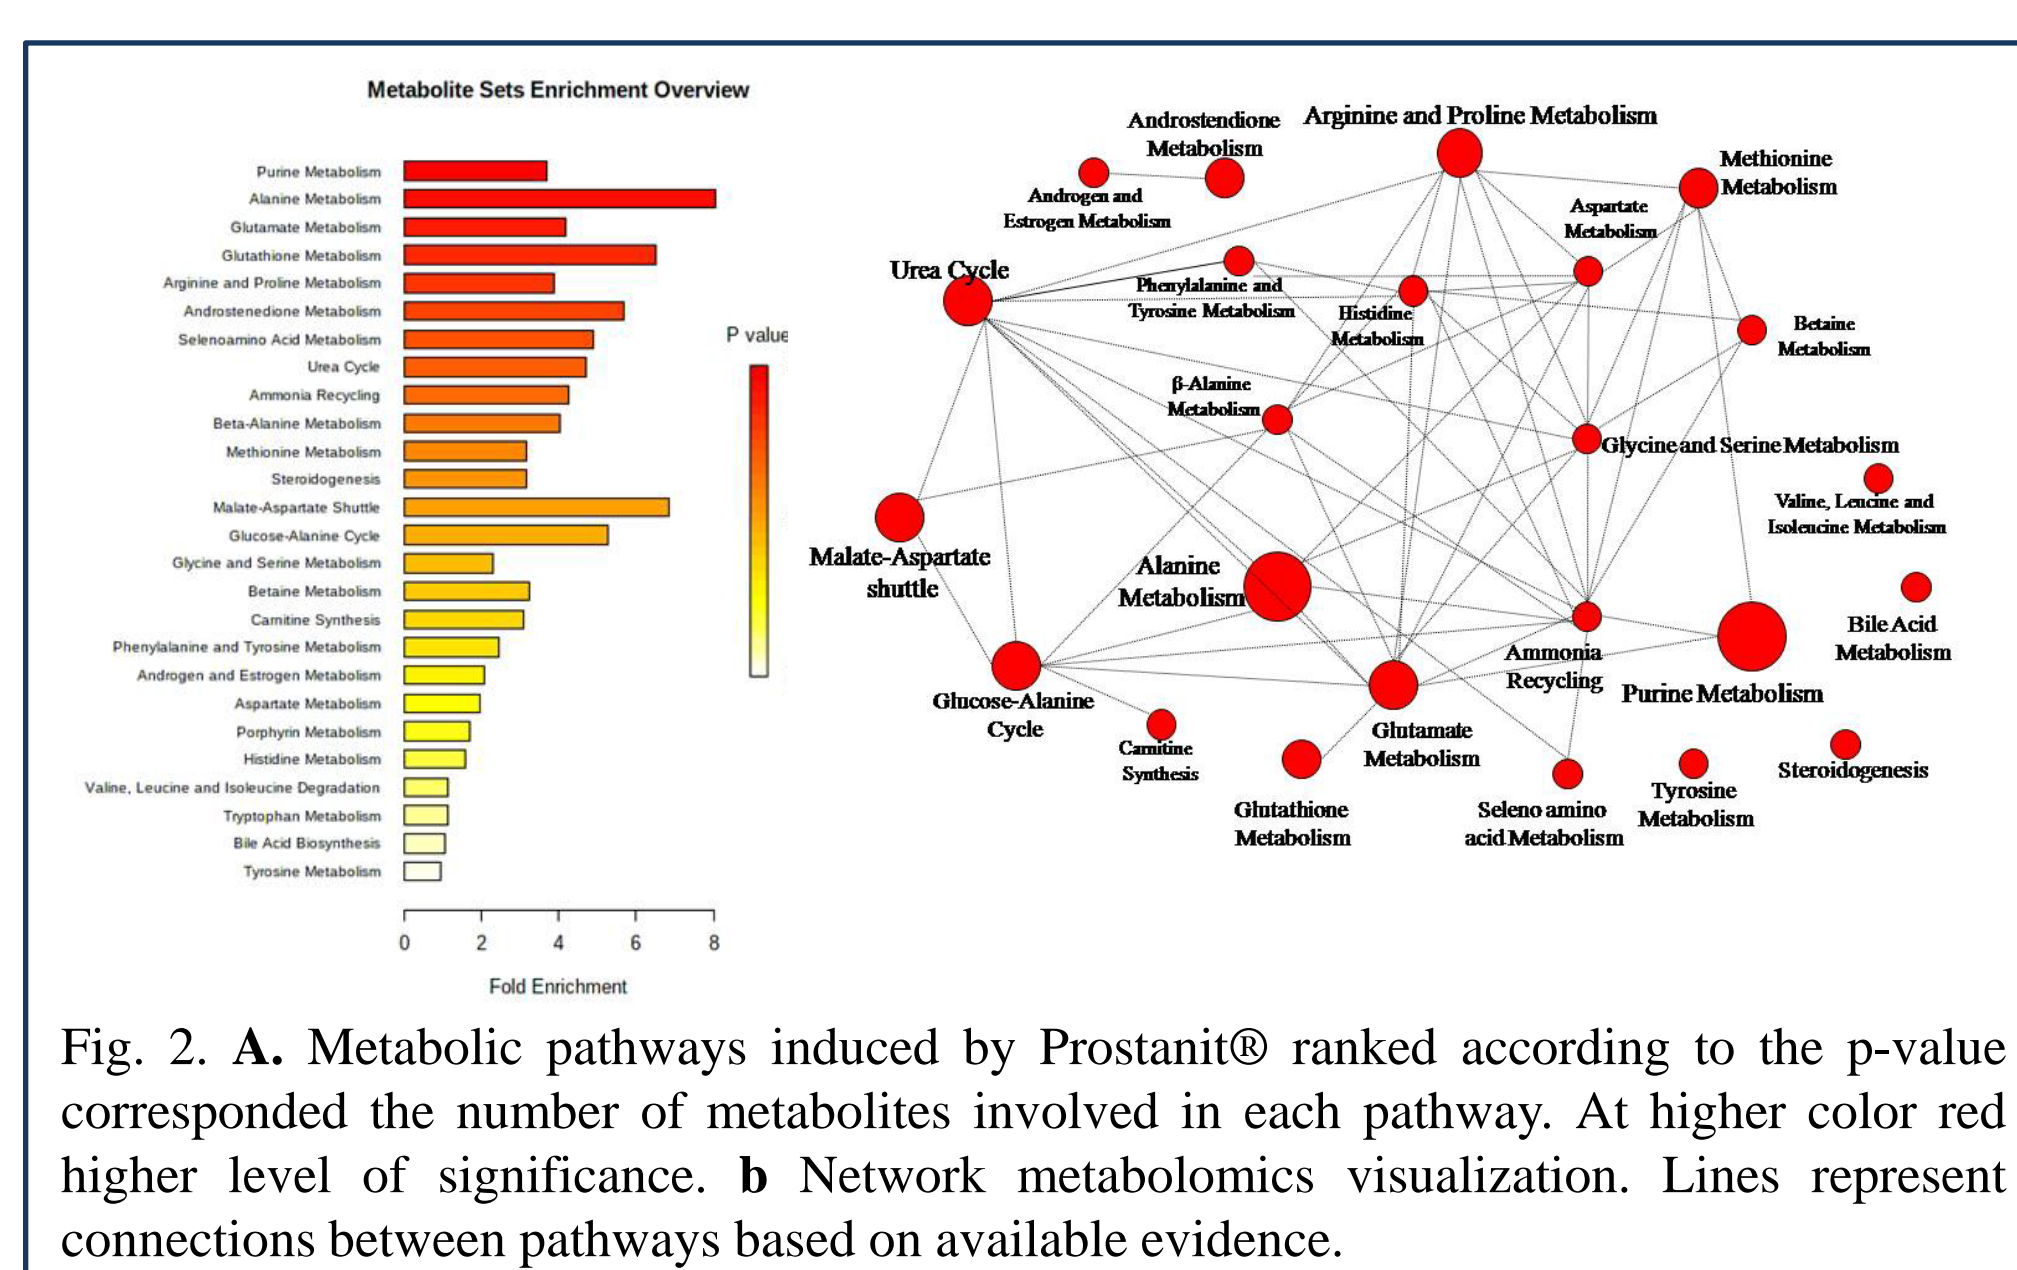 Metabolite Sets Enrichment Overview
Purine Metabolism
Alanine Metabolism
Glutamate Metabolism
Glutathione Metabolism
Arginine and Proline Metabolism
Androstenedione Metabolism
Selenoamino Acid Metabolism
Urea Cycle
Ammonia Recycling
Beta-Alanine Metabolism
Methionine Metabolism
Steroidogenesis
Malate-Aspartate Shuttle
Glucose-Alanine Cycle
Glycine and Serine Metabolism
Betaine Metabolism
Carnitine Synthesis
Phenylalanine and Tyrosine Metabolism
Androgen and Estrogen Metabolism
Aspartate Metabolism
Porphyrin Metabolism
Histidine Metabolism
Valine, Leucine and Isoleucine Degradation
Tryptophan Metabolism
Bile Acid Biosynthesis
Tyrosine Metabolism
0 2 4 6 8
Fold Enrichment
P value
Androstendione
Metabolism
Arginine and Proline Metabolism
Methionine
Metabolism
Androgen and
Estrogen Metabolism
Aspartate
Metabolism
Urea Cycle
Phenylalanine and
Tyrosine Metabolism
Histidine
Metabolism
Betaine
Metabolism
β-Alanine
Metabolism
Glycine and Serine Metabolism
Valine, Leucine and
Isoleucine Metabolism
Malate-Aspartate
shuttle
Alanine
Metabolism
Bile Acid
Metabolism
Ammonia
Recycling
Purine Metabolism
Glucose-Alanine
Cycle
Carnitine
Synthesis
Glutamate
Metabolism
Glutathione
Metabolism
Seleno amino
acid Metabolism
Tyrosine
Metabolism
Steroidogenesis
Fig. 2. A. Metabolic pathways induced by Prostanit® ranked according to the p-value
corresponded the number of metabolites involved in each pathway. At higher color red
higher level of significance. b Network metabolomics visualization. Lines represent
connections between pathways based on available evidence.